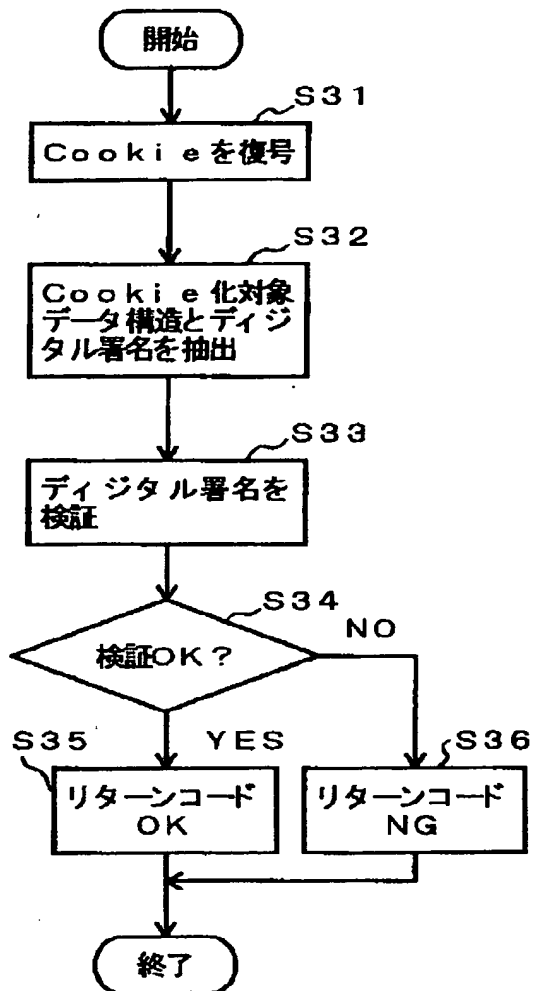 開始
S31
Cookieを復号
S32
Cookie化対象
データ構造とディジ
タル署名を抽出
S33
ディジタル署名を
検証
S34
検証OK?
NO
S35
YES
S36
リターンコード
OK
リターンコード
NG
終了